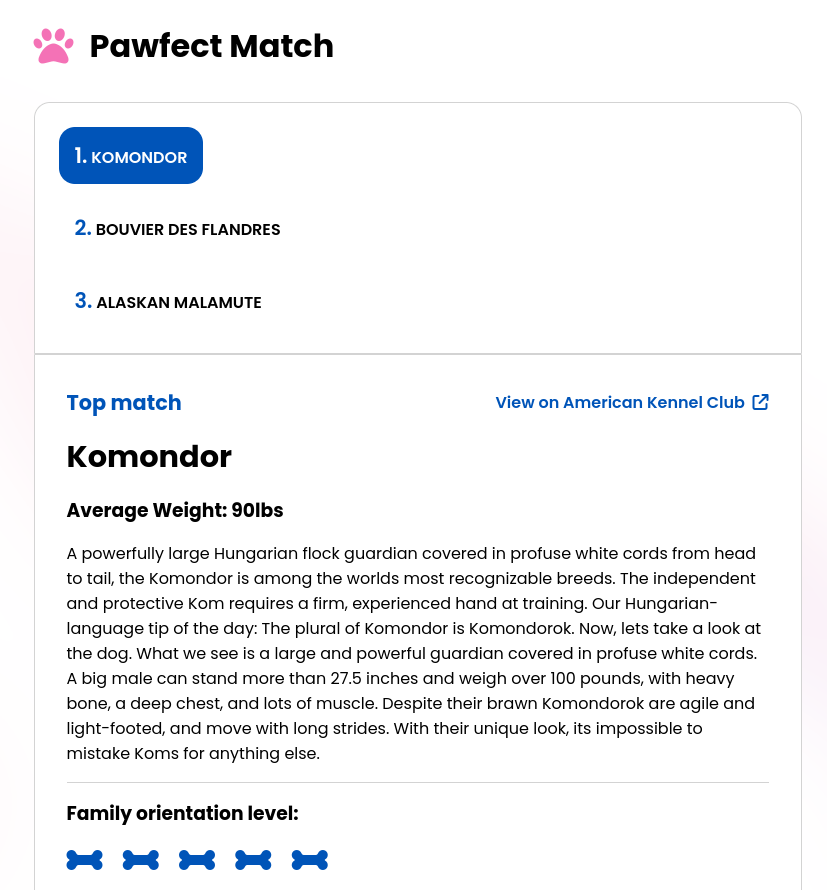 Pawfect Match
1. KOMONDOR
2. BOUVIER DES FLANDRES
3. ALASKAN MALAMUTE
Top match
View on American Kennel Club
Komondor
Average Weight: 90lbs
A powerfully large Hungarian flock guardian covered in profuse white cords from head
to tail, the Komondor is among the worlds most recognizable breeds. The independent
and protective Kom requires a firm, experienced hand at training. Our Hungarian-
language tip of the day: The plural of Komondor is Komondorok. Now, lets take a look at
the dog. What we see is a large and powerful guardian covered in profuse white cords.
A big male can stand more than 27.5 inches and weigh over 100 pounds, with heavy
bone, a deep chest, and lots of muscle. Despite their brawn Komondorok are agile and
light-footed, and move with long strides. With their unique look, its impossible to
mistake Koms for anything else.
Family orientation level: